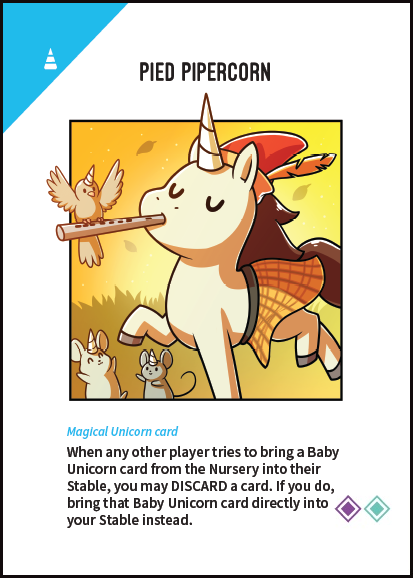 PIED PIPERCORN
Magical Unicorn card
When any other player tries to bring a Baby
Unicorn card from the Nursery into their
Stable, you may DISCARD a card. If you do,
bring that Baby Unicorn card directly into
your Stable instead.